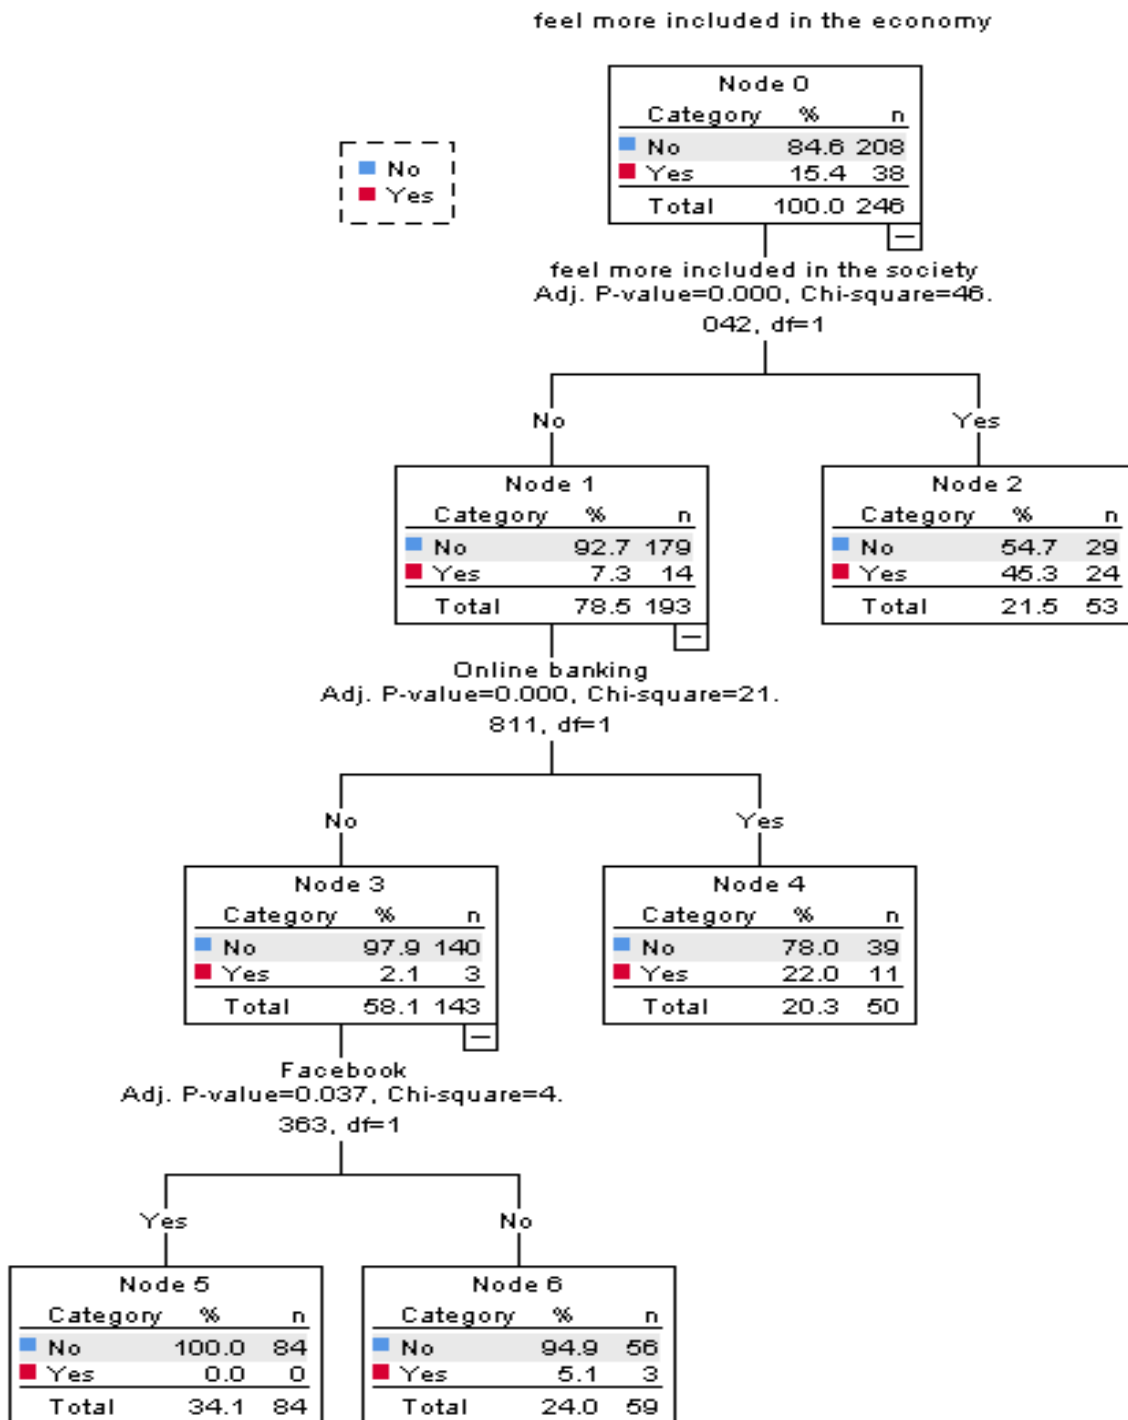 feel more included in the economy
Node 0
Category % n
No 84.6 208
Yes 15.4 38
Total 100.0 246
No
Yes
feel more included in the society
Adj. P-value=0.000, Chi-square=46.
042, df=1
No
Yes
Node 1
Category % n
No 92.7 179
Yes 7.3 14
Total 78.5 193
Node 2
Category % n
No 54.7 29
Yes 45.3 24
Total 21.5 53
Online banking
Adj. P-value=0.000, Chi-square=21.
811, df=1
No
Yes
Node 3
Category % n
No 97.9 140
Yes 2.1 3
Total 58.1 143
Node 4
Category % n
No 78.0 39
Yes 22.0 11
Total 20.3 50
Facebook
Adj. P-value=0.037, Chi-square=4.
363, df=1
Yes
No
Node 5
Category % n
No 100.0 84
Yes 0.0 0
Total 34.1 84
Node 6
Category % n
No 94.9 56
Yes 5.1 3
Total 24.0 59